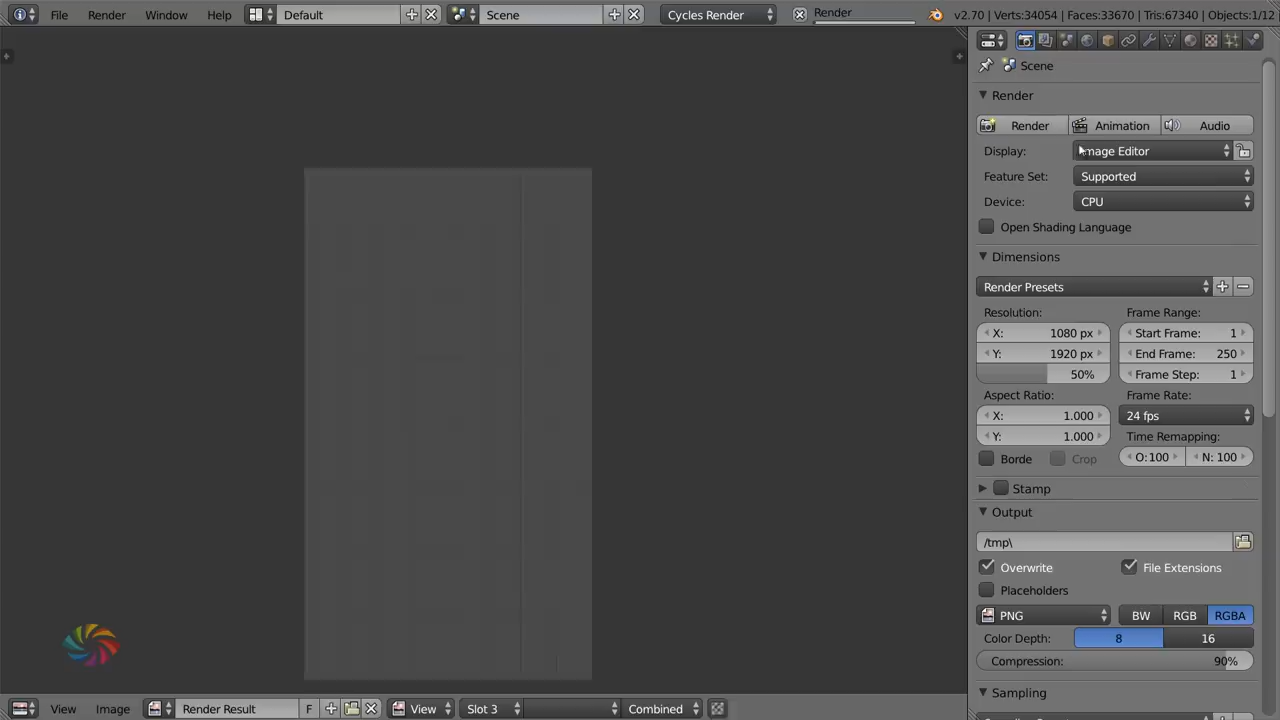 File Render Window Help Default Scene Cycles Render Render v2.70 | Verts:34054 | Faces:33670 | Tris:67340 | Objects:1/12
Scene
Render
Render Animation Audio
Display: Image Editor
Feature Set: Supported
Device: CPU
Open Shading Language
Dimensions
Render Presets
Resolution: Frame Range:
X: 1080 px Start Frame: 1
Y: 1920 px End Frame: 250
50% Frame Step: 1
Aspect Ratio: Frame Rate:
X: 1.000 24 fps
Y: 1.000 Time Remapping:
Borde Crop O:100 N: 100
Stamp
Output
/tmp\
Overwrite File Extensions
Placeholders
PNG BW RGB RGBA
Color Depth: 8 16
Compression: 90%
Sampling
View Image Render Result F View Slot 3 Combined